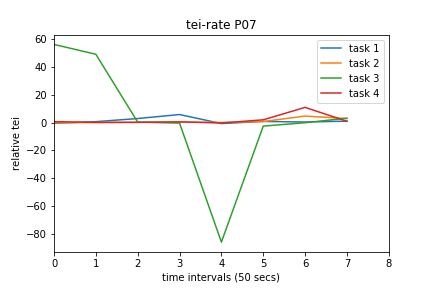 tei-rate P07
60
40
20
0
−20
−40
−60
−80
relative tei
task 1
task 2
task 3
task 4
0 1 2 3 4 5 6 7 8
time intervals (50 secs)